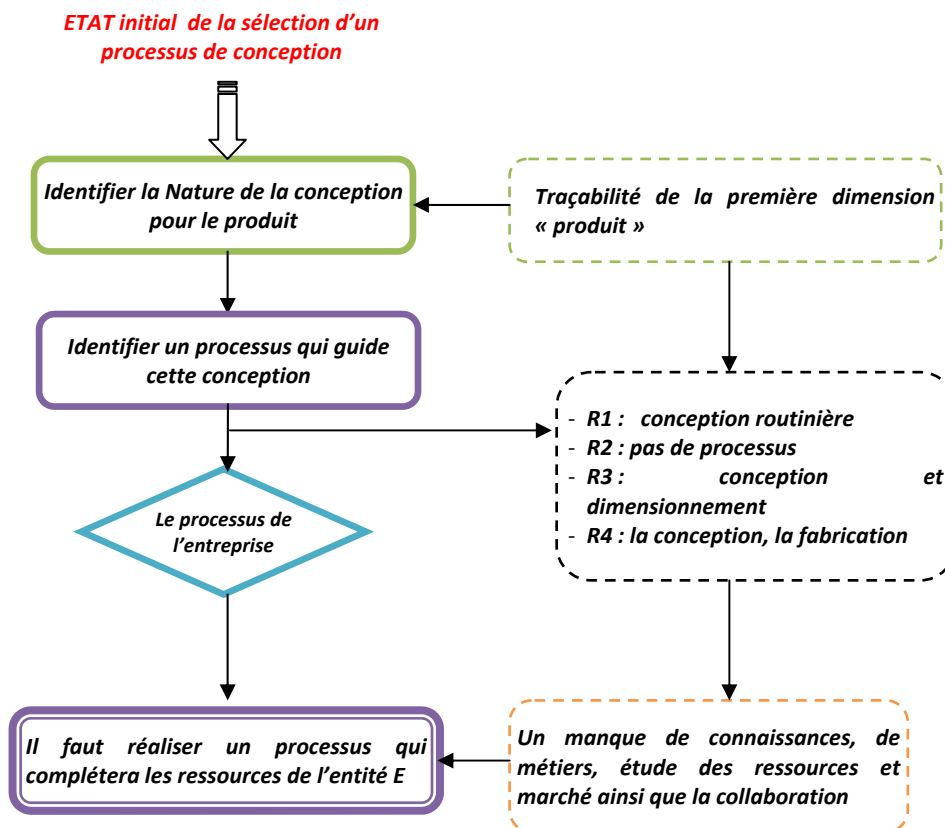 ETAT initial de la sélection d’un
processus de conception
Identifier la Nature de la conception
pour le produit
Traçabilité de la première dimension
« produit »
Identifier un processus qui guide
cette conception
- R1 : conception routinière
- R2 : pas de processus
- R3 : conception et
dimensionnement
- R4 : la conception, la fabrication
Le processus de
l’entreprise
Il faut réaliser un processus qui
complétera les ressources de l’entité E
Un manque de connaissances, de
métiers, étude des ressources et
marché ainsi que la collaboration